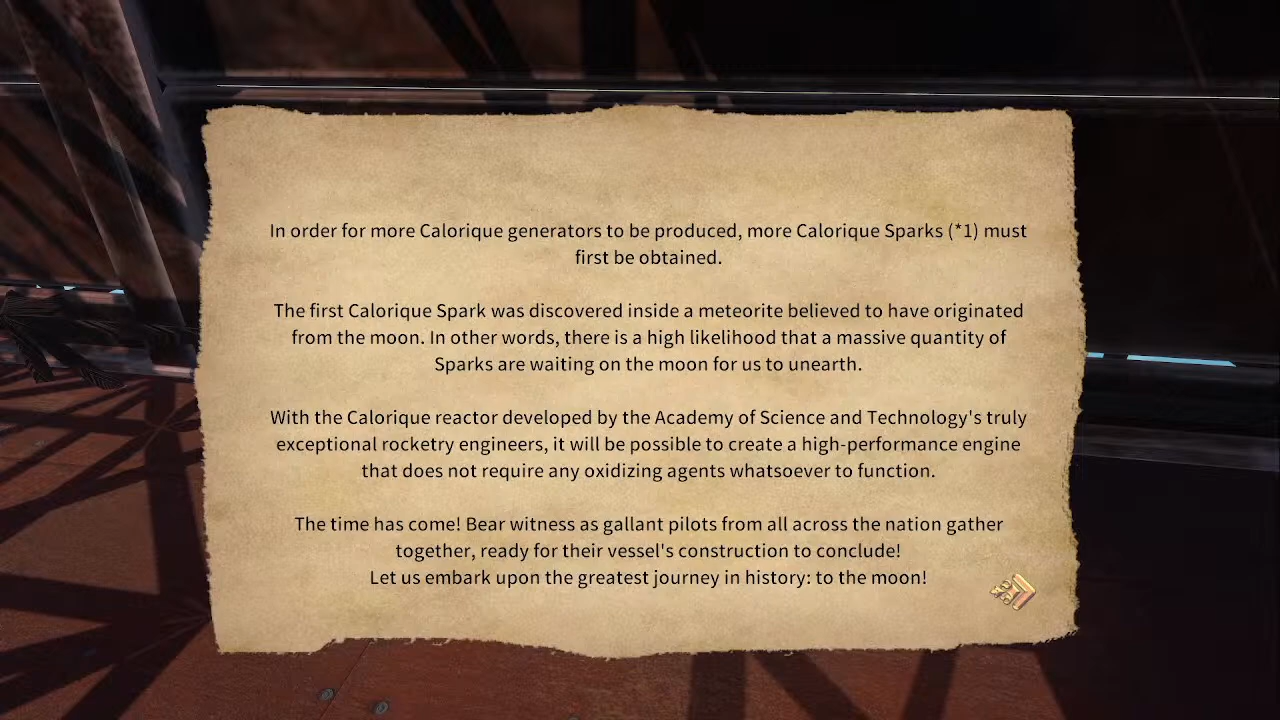 In order for more Calorique generators to be produced, more Calorique Sparks (*1) must
first be obtained.
The first Calorique Spark was discovered inside a meteorite believed to have originated
from the moon. In other words, there is a high likelihood that a massive quantity of
Sparks are waiting on the moon for us to unearth.
With the Calorique reactor developed by the Academy of Science and Technology's truly
exceptional rocketry engineers, it will be possible to create a high-performance engine
that does not require any oxidizing agents whatsoever to function.
The time has come! Bear witness as gallant pilots from all across the nation gather
together, ready for their vessel's construction to conclude!
Let us embark upon the greatest journey in history: to the moon!